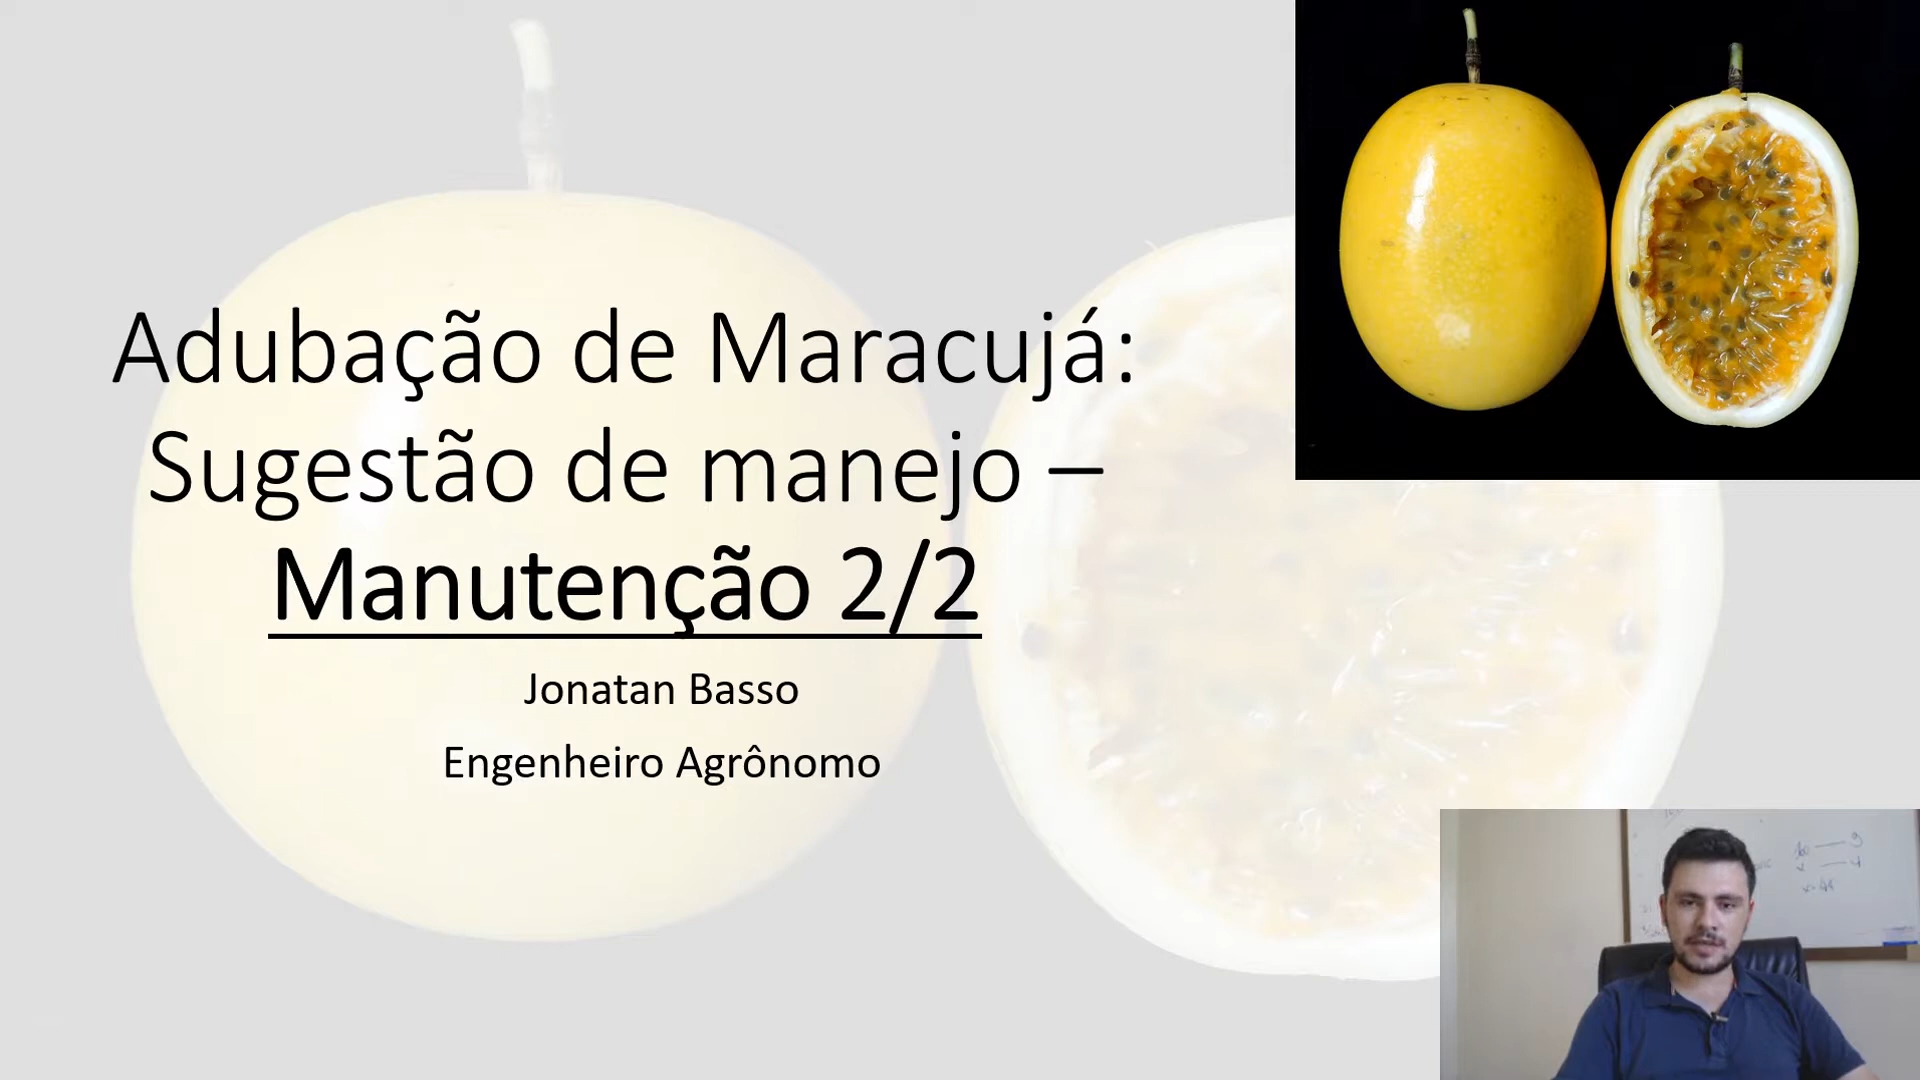 Adubação de Maracujá:
Sugestão de manejo –
Manutenção 2/2
Jonatan Basso
Engenheiro Agrônomo